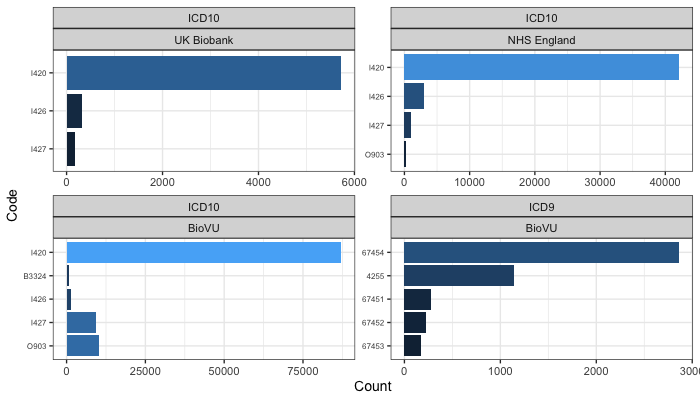 ICD10
UK Biobank
I420
I426
I427
0 2000 4000 6000
ICD10
NHS England
I420
I426
I427
O903
0 10000 20000 30000 40000
ICD10
BioVU
I420
B3324
I426
I427
O903
0 25000 50000 75000
ICD9
BioVU
67454
4255
67451
67452
67453
0 1000 2000 3000
Code
Count